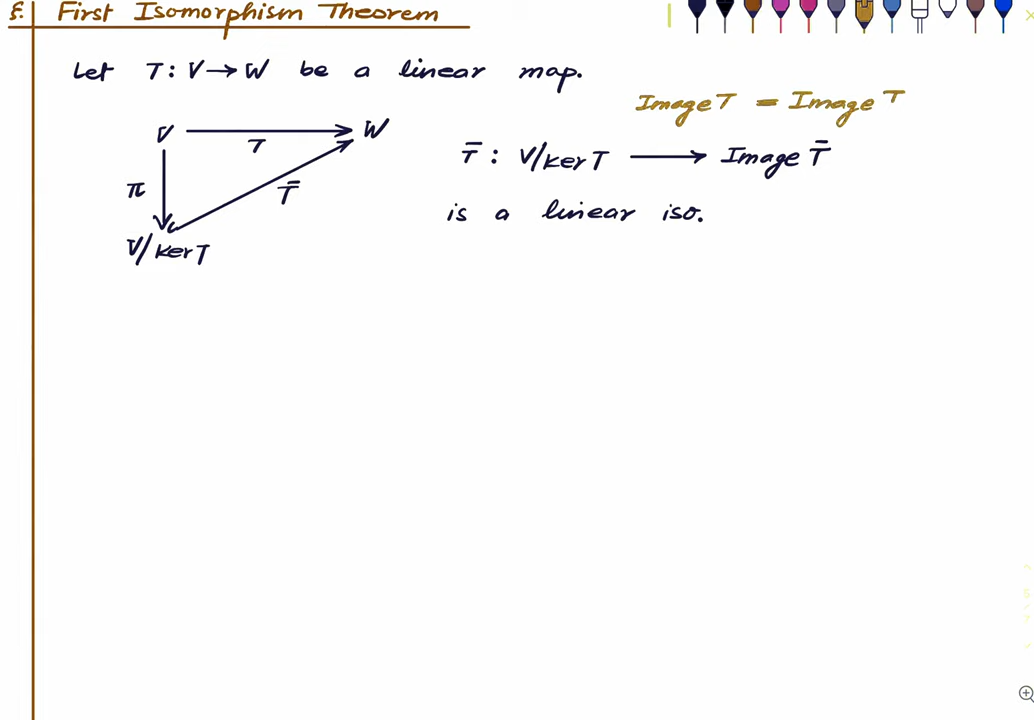 §. First Isomorphism Theorem
Let T: V → W be a linear map.
Image T = Image T
V → W
T
T̄ : V/ker T → Image T̄
π
T̄
is a linear iso.
V/ker T